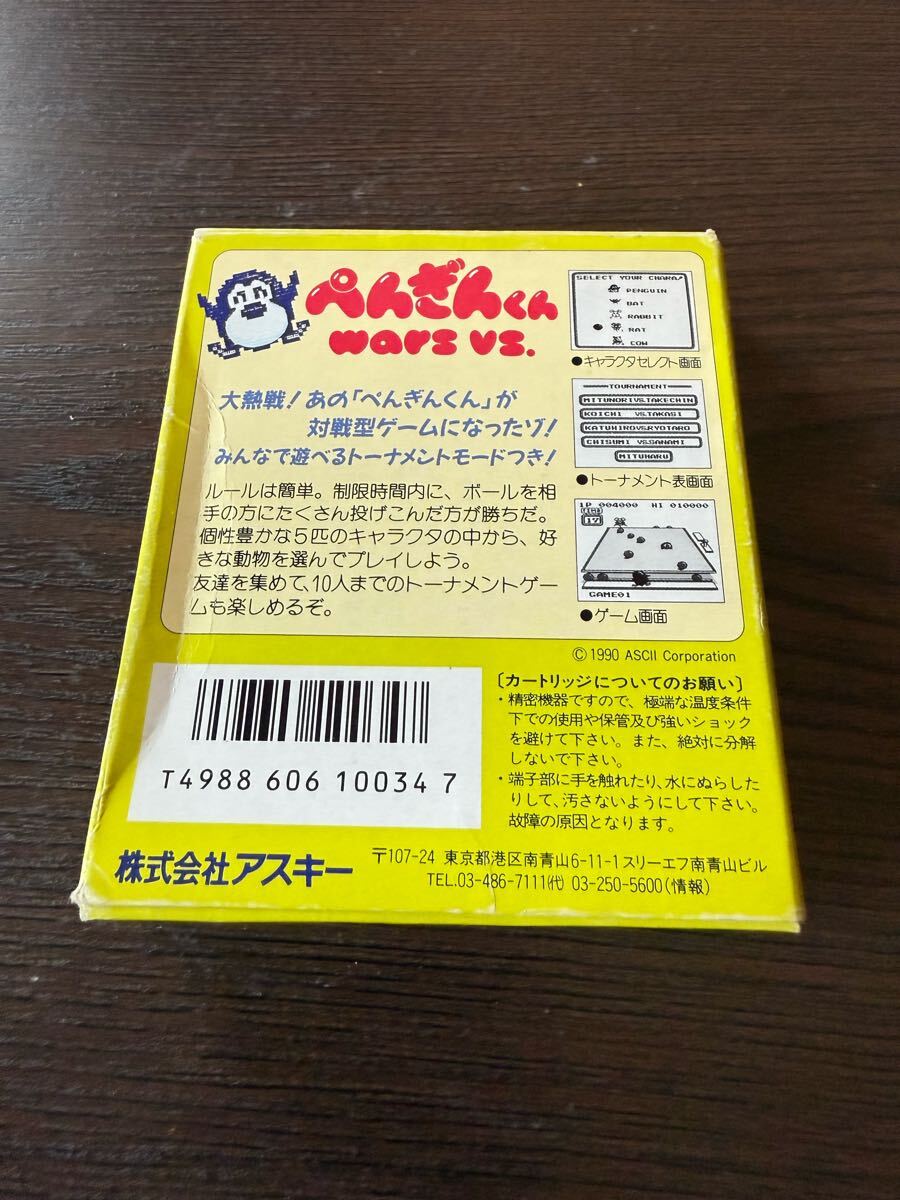 ぺんぎんくん
wars vs.
大熱戦!あの「ぺんぎんくん」が
対戦型ゲームになったゾ!
みんなで遊べるトーナメントモードつき!
ルールは簡単。制限時間内に、ボールを相
手の方にたくさん投げこんだ方が勝ちだ。
個性豊かな5匹のキャラクタの中から、好
きな動物を選んでプレイしよう。
友達を集めて、10人までのトーナメントゲー
ムも楽しめるぞ。
SELECT YOUR CHARA!
PENGUIN
BAT
RABBIT
RAT
COW
●キャラクタセレクト画面
TOURNAMENT
MITUNORI VS.TAKECHIN
KOICHI VS.TAKASI
KATUHIRO VS.RYOTARO
CHISUMI VS.SANAMI
MITUHARU
●トーナメント表画面
1P 004000 HI 010000
TIME
17
GAME01
●ゲーム画面
© 1990 ASCII Corporation
T4988 606 10034 7
〔カートリッジについてのお願い〕
・精密機器ですので、極端な温度条件
下での使用や保管及び強いショック
を避けて下さい。また、絶対に分解
しないで下さい。
・端子部に手を触れたり、水にぬらした
りして、汚さないようにして下さい。
故障の原因となります。
株式会社アスキー
〒107-24 東京都港区南青山6-11-1スリーエフ南青山ビル
TEL.03-486-7111(代) 03-250-5600(情報)